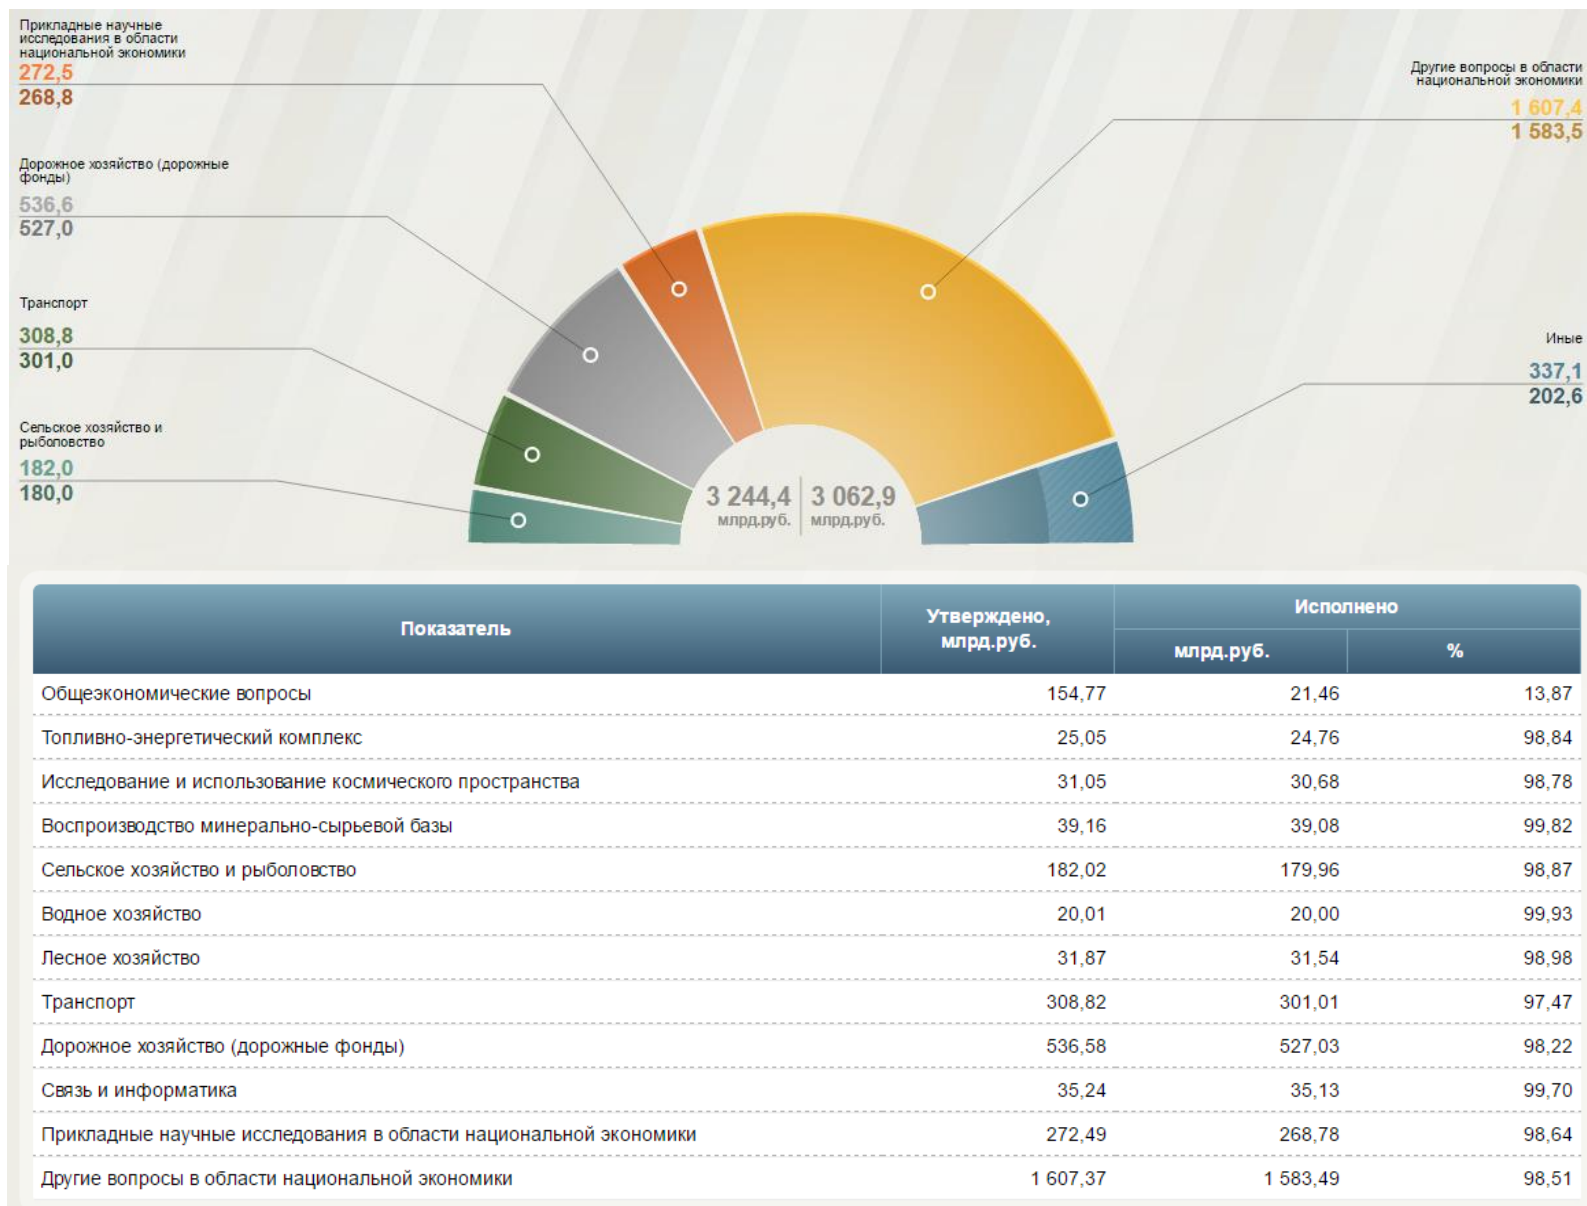 Прикладные научные
исследования в области
национальной экономики
272,5
268,8
Дорожное хозяйство (дорожные
фонды)
536,6
527,0
Транспорт
308,8
301,0
Сельское хозяйство и
рыболовство
182,0
180,0
Другие вопросы в области
национальной экономики
1 607,4
1 583,5
Иные
337,1
202,6
3 244,4 3 062,9
млрд.руб. млрд.руб.
Показатель Утверждено, млрд.руб. Исполнено
млрд.руб. %
Общеэкономические вопросы 154,77 21,46 13,87
Топливно-энергетический комплекс 25,05 24,76 98,84
Исследование и использование космического пространства 31,05 30,68 98,78
Воспроизводство минерально-сырьевой базы 39,16 39,08 99,82
Сельское хозяйство и рыболовство 182,02 179,96 98,87
Водное хозяйство 20,01 20,00 99,93
Лесное хозяйство 31,87 31,54 98,98
Транспорт 308,82 301,01 97,47
Дорожное хозяйство (дорожные фонды) 536,58 527,03 98,22
Связь и информатика 35,24 35,13 99,70
Прикладные научные исследования в области национальной экономики 272,49 268,78 98,64
Другие вопросы в области национальной экономики 1 607,37 1 583,49 98,51